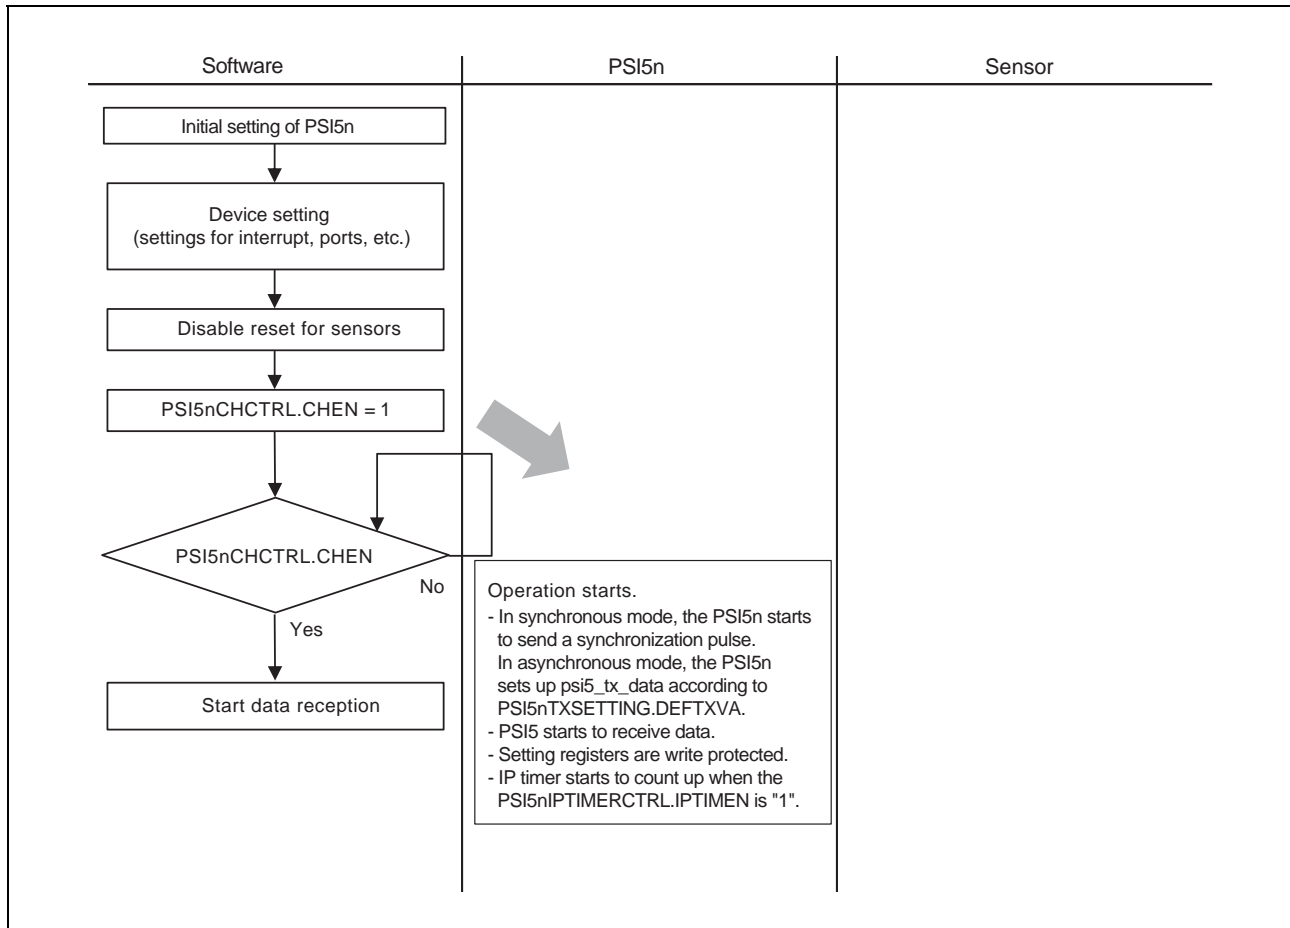 Software
PSI5n
Sensor
Initial setting of PSI5n
Device setting
(settings for interrupt, ports, etc.)
Disable reset for sensors
PSI5nCHCTRL.CHEN = 1
PSI5nCHCTRL.CHEN
No
Yes
Start data reception
Operation starts.
- In synchronous mode, the PSI5n starts
to send a synchronization pulse.
In asynchronous mode, the PSI5n
sets up psi5_tx_data according to
PSI5nTXSETTING.DEFTXVA.
- PSI5 starts to receive data.
- Setting registers are write protected.
- IP timer starts to count up when the
PSI5nIPTIMERCTRL.IPTIMEN is "1".